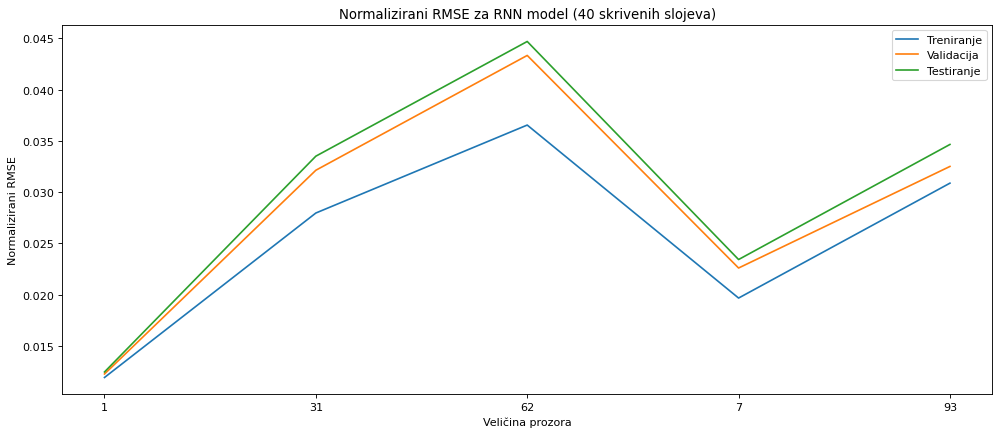 Normalizirani RMSE za RNN model (40 skrivenih slojeva)
Treniranje
Validacija
Testiranje
Normalizirani RMSE
0.045
0.040
0.035
0.030
0.025
0.020
0.015
1
31
62
7
93
Veličina prozora